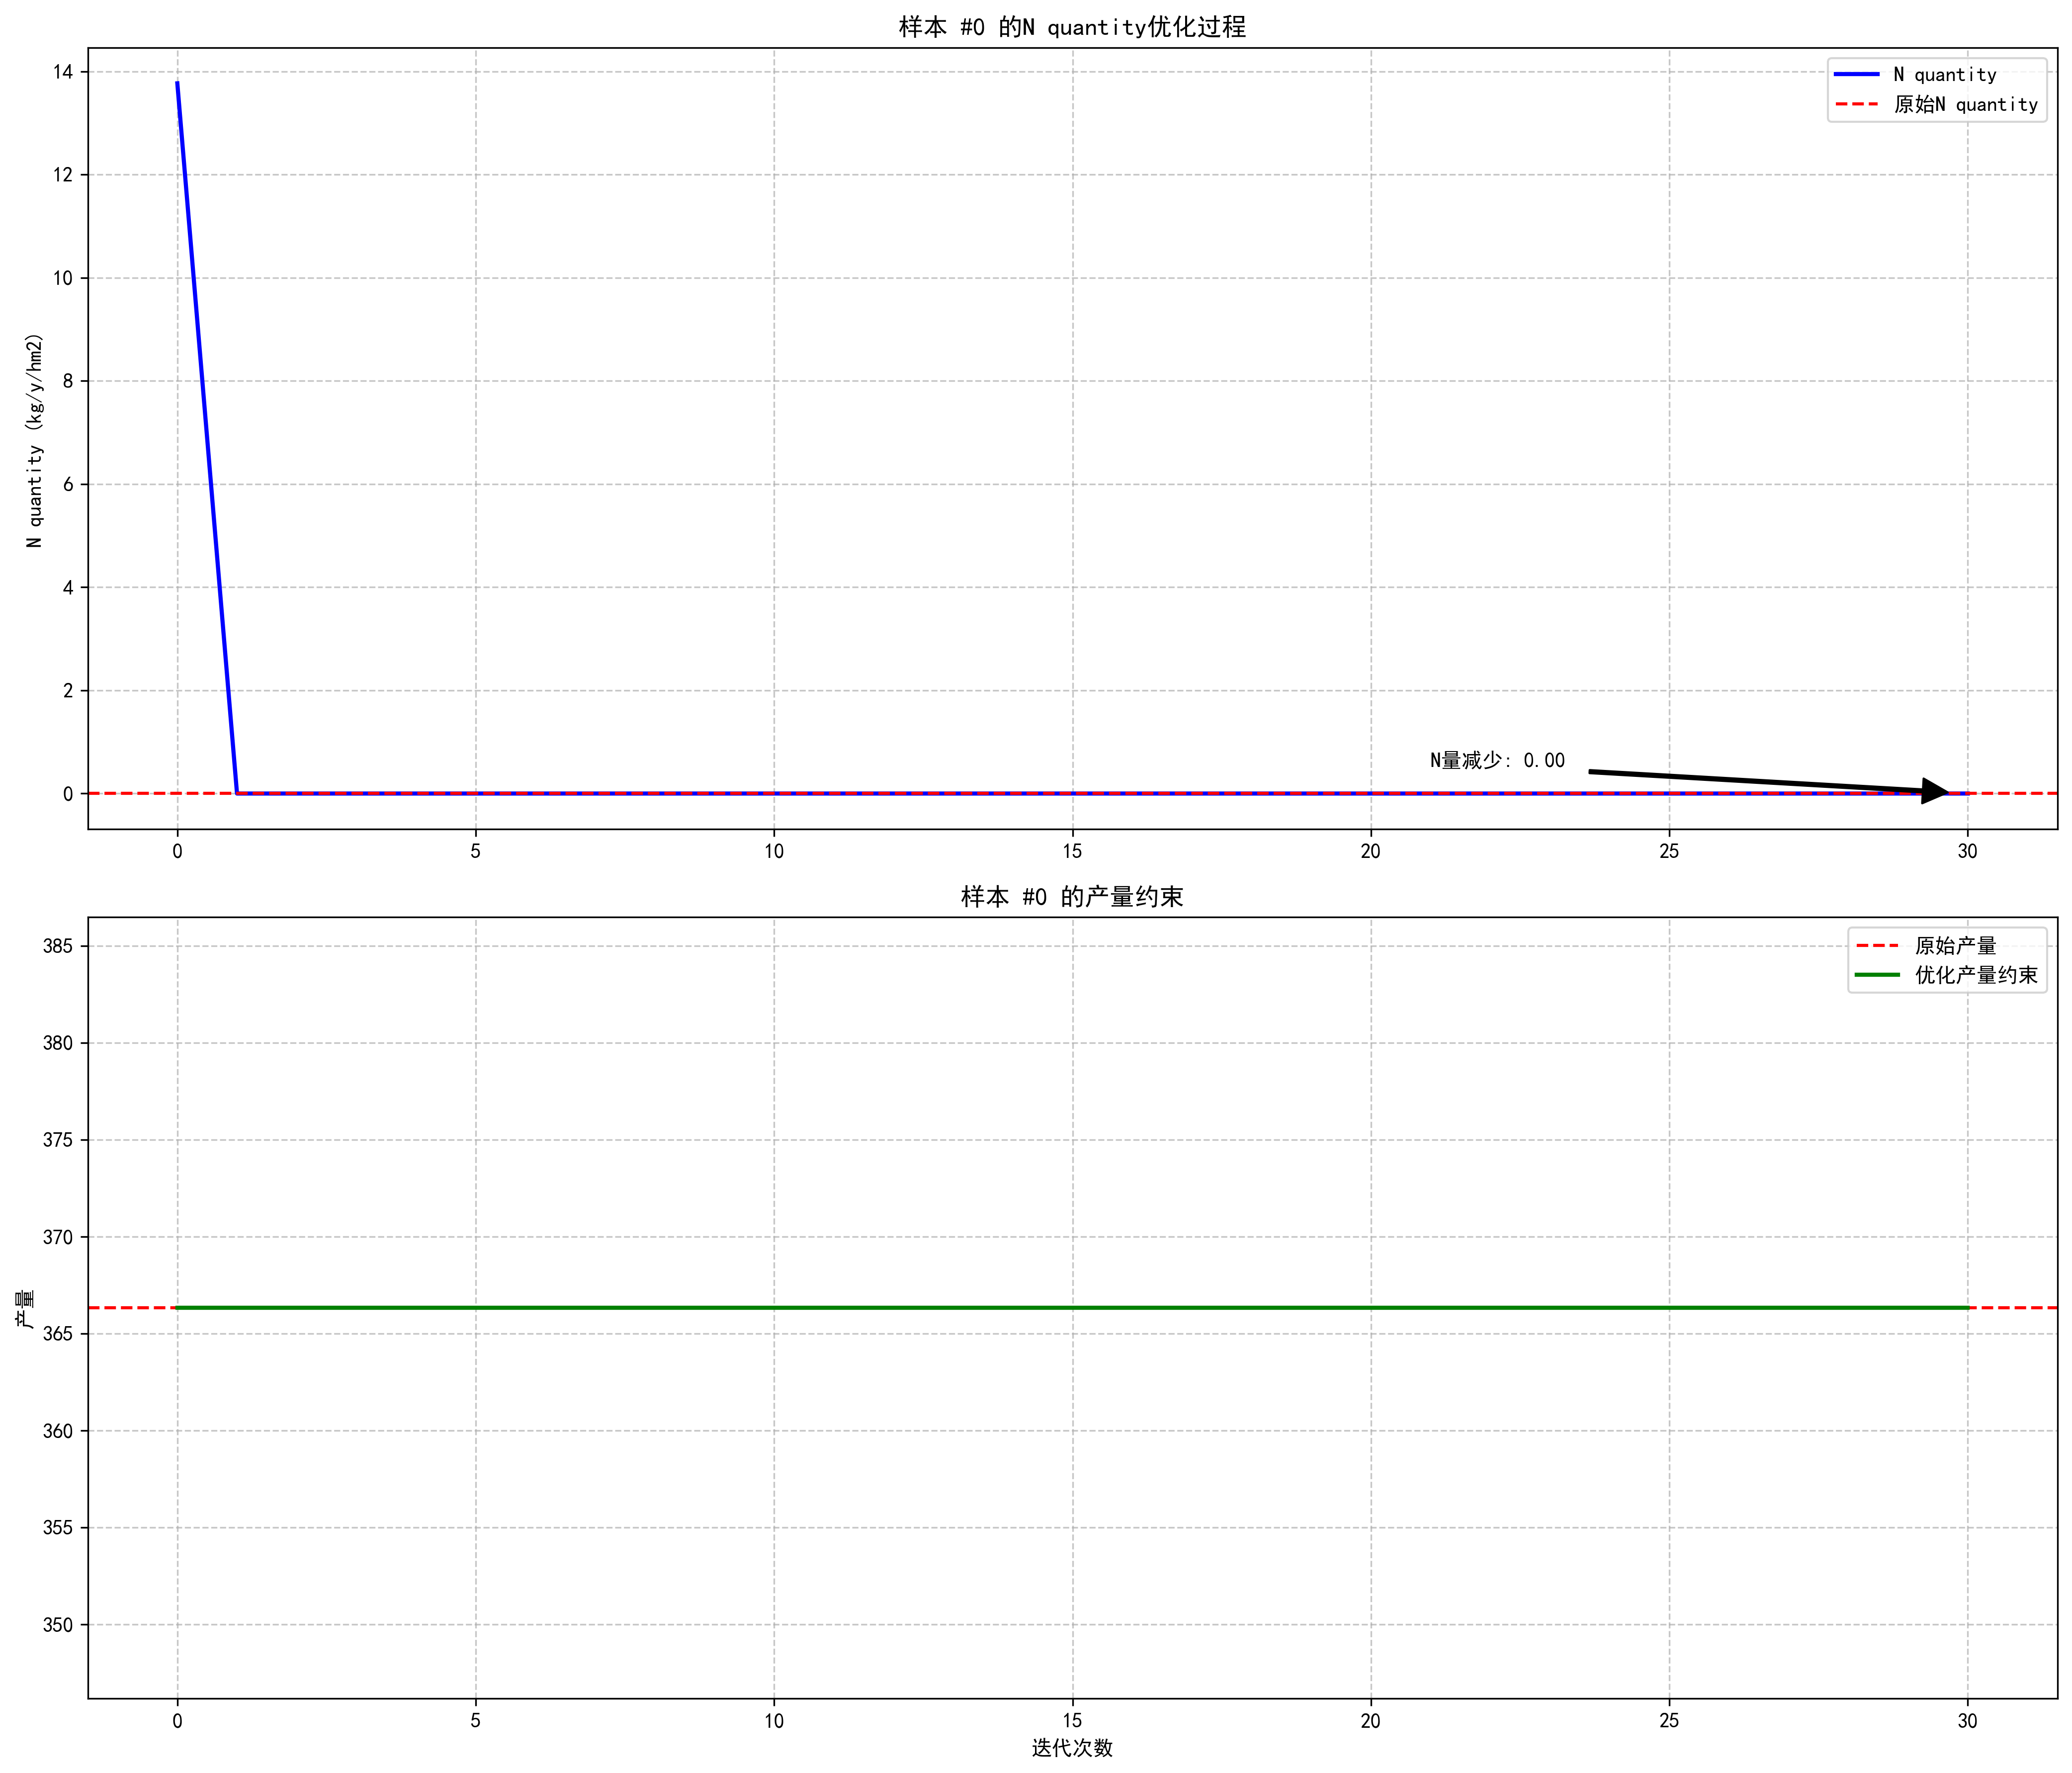 样本 #0 的N quantity优化过程
N quantity
原始N quantity
N quantity (kg/y/hm2)
14
12
10
8
6
4
2
0
N量减少: 0.00
0 5 10 15 20 25 30
样本 #0 的产量约束
原始产量
优化产量约束
产量
385
380
375
370
365
360
355
350
0 5 10 15 20 25 30
迭代次数